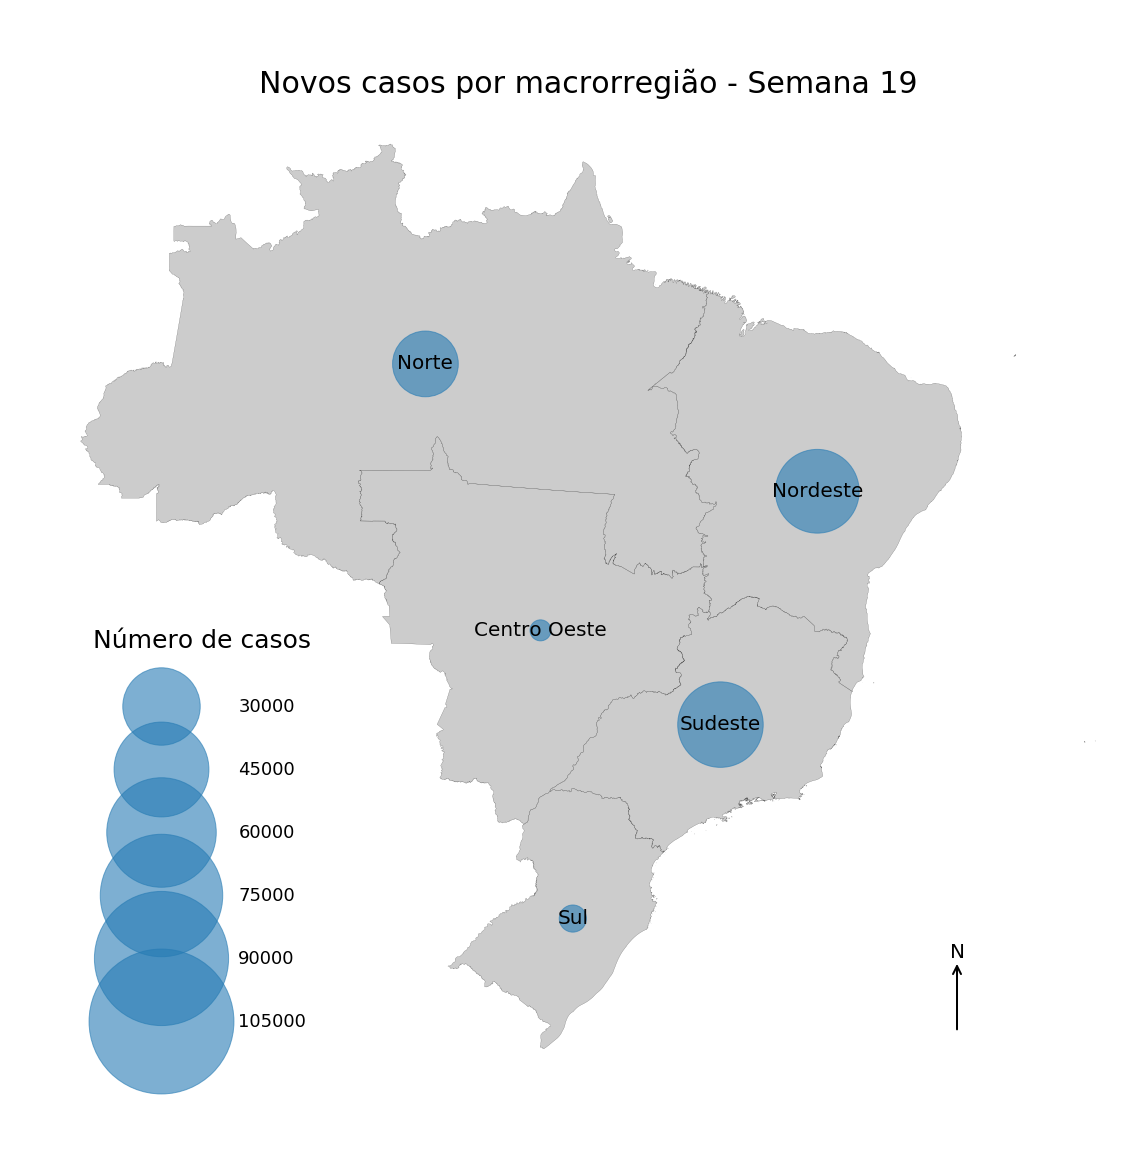 Novos casos por macrorregião - Semana 19
Norte
Nordeste
Centro Oeste
Sudeste
Sul
Número de casos
30000
45000
60000
75000
90000
105000
N